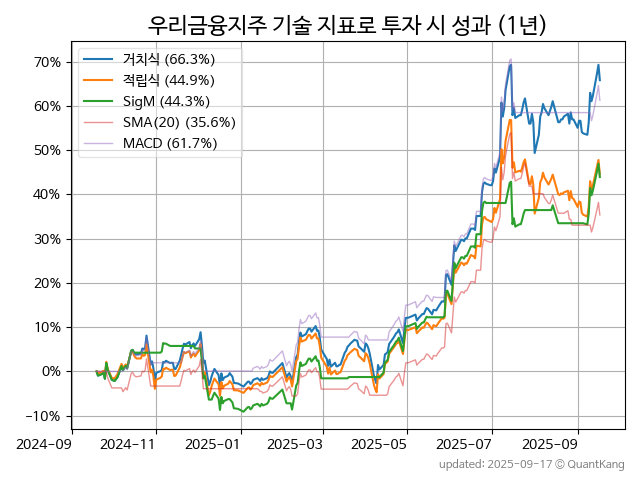 우리금융지주 기술 지표로 투자 시 성과 (1년)
거치식 (66.3%)
적립식 (44.9%)
SigM (44.3%)
SMA(20) (35.6%)
MACD (61.7%)
70%
60%
50%
40%
30%
20%
10%
0%
−10%
2024-09 2024-11 2025-01 2025-03 2025-05 2025-07 2025-09
updated: 2025-09-17 © QuantKang